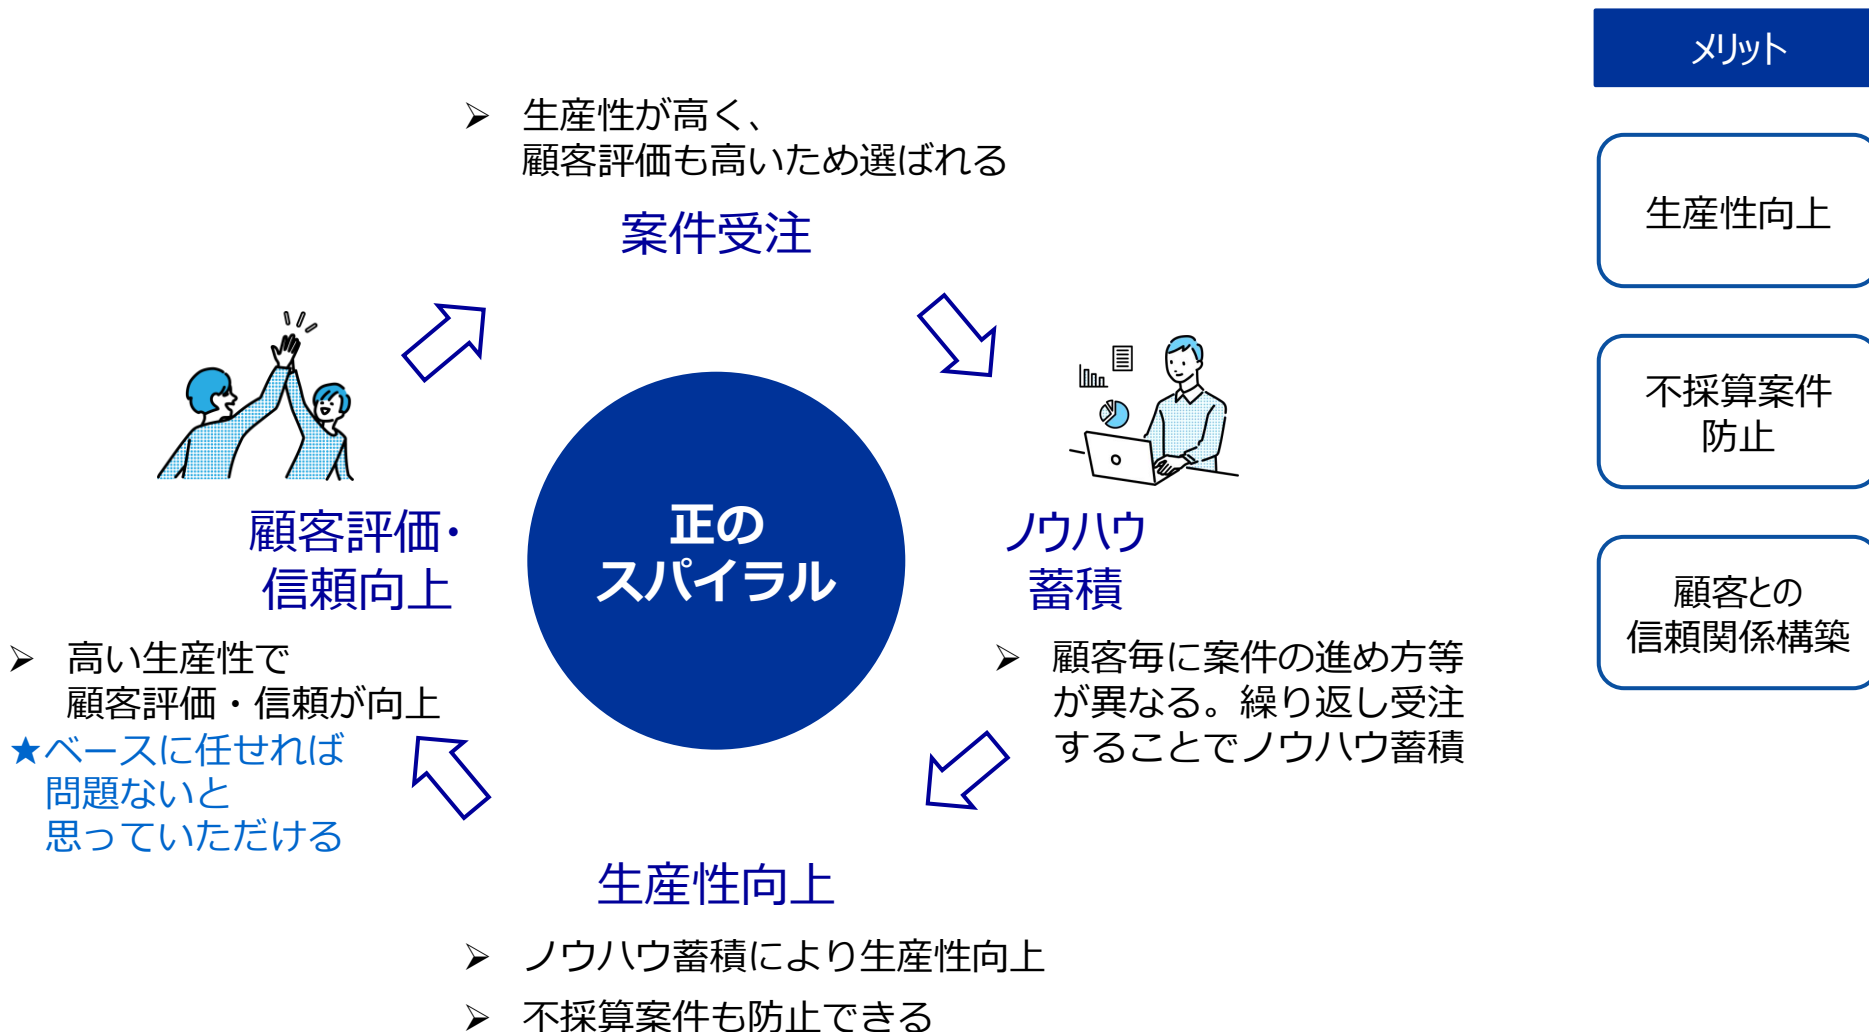 メリット
生産性が高く、
顧客評価も高いため選ばれる
案件受注
生産性向上
不採算案件
防止
顧客との
信頼関係構築
正の
スパイラル
ノウハウ
蓄積
顧客毎に案件の進め方等
が異なる。繰り返し受注
することでノウハウ蓄積
生産性向上
ノウハウ蓄積により生産性向上
不採算案件も防止できる
顧客評価・
信頼向上
高い生産性で
顧客評価・信頼が向上
★ベースに任せれば
問題ないと
思っていただける